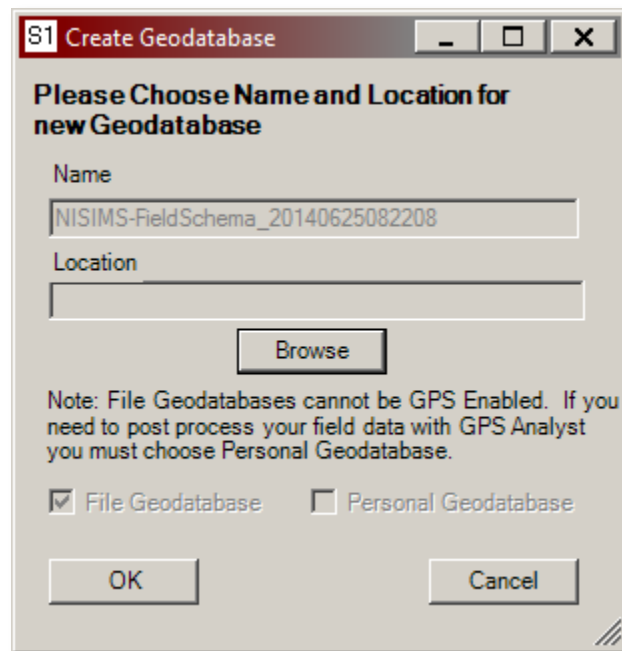 S1 Create Geodatabase
Please Choose Name and Location for
new Geodatabase
Name
NISIMS-FieldSchema_20140625082208
Location
Browse
Note: File Geodatabases cannot be GPS Enabled. If you
need to post process your field data with GPS Analyst
you must choose Personal Geodatabase.
File Geodatabase Personal Geodatabase
OK Cancel